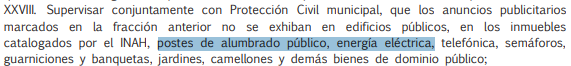 XXVIII. Supervisar conjuntamente con Protección Civil municipal, que los anuncios publicitarios
marcados en la fracción anterior no se exhiban en edificios públicos, en los inmuebles
catalogados por el INAH, postes de alumbrado público, energía eléctrica, telefónica, semáforos,
guarniciones y banquetas, jardines, camellones y demás bienes de dominio público;